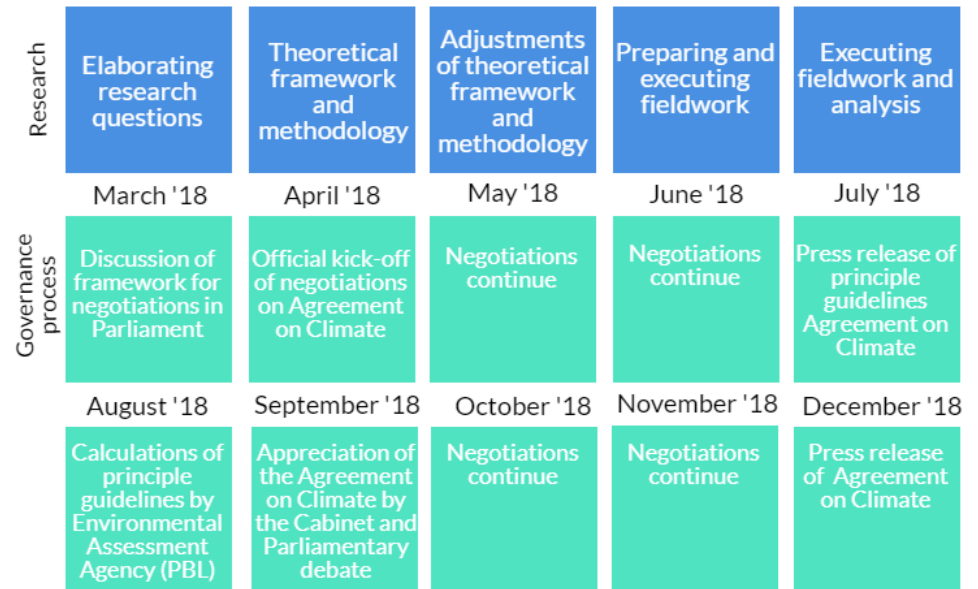 Research
Elaborating
research
questions
Theoretical
framework
and
methodology
Adjustments
of theoretical
framework
and
methodology
Preparing and
executing
fieldwork
Executing
fieldwork and
analysis
March '18
April '18
May '18
June '18
July '18
Governance
process
Discussion of
framework for
negotiations in
Parliament
Official kick-off
of negotiations
on Agreement
on Climate
Negotiations
continue
Negotiations
continue
Press release of
principle
guidelines
Agreement on
Climate
August '18
September '18
October '18
November '18
December '18
Calculations of
principle
guidelines by
Environmental
Assessment
Agency (PBL)
Appreciation of
the Agreement
on Climate by
the Cabinet and
Parliamentary
debate
Negotiations
continue
Negotiations
continue
Press release
of Agreement
on Climate